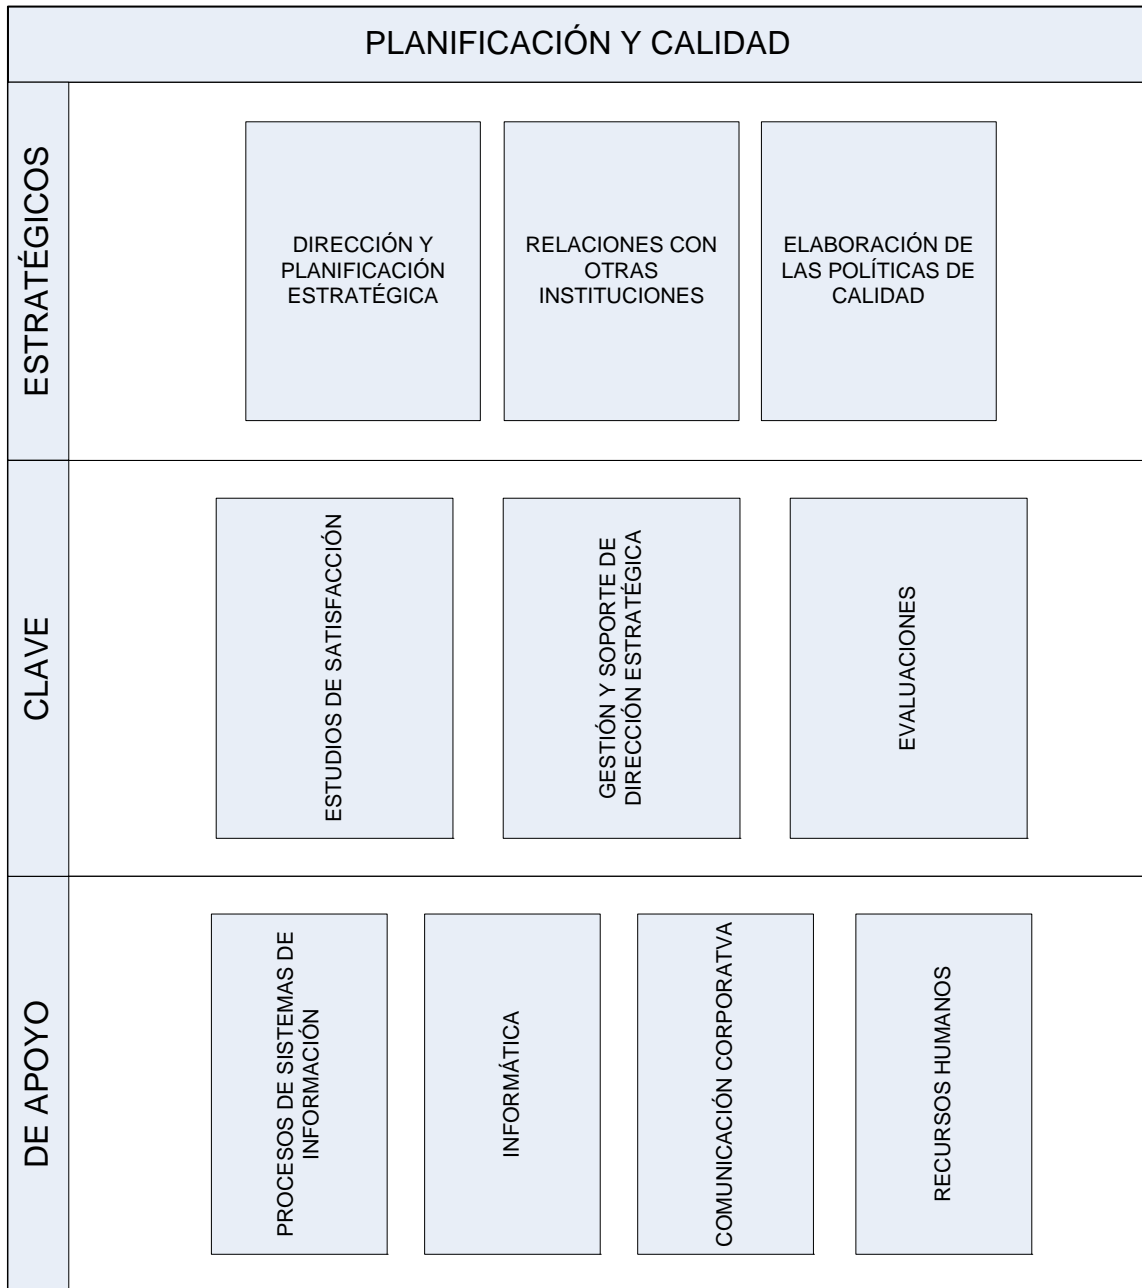 PLANIFICACIÓN Y CALIDAD
ESTRATÉGICOS
DIRECCIÓN Y
PLANIFICACIÓN
ESTRATÉGICA
RELACIONES CON
OTRAS
INSTITUCIONES
ELABORACIÓN DE
LAS POLÍTICAS DE
CALIDAD
CLAVE
ESTUDIOS DE SATISFACCIÓN
GESTIÓN Y SOPORTE DE
DIRECCIÓN ESTRATÉGICA
EVALUACIONES
DE APOYO
PROCESOS DE SISTEMAS DE
INFORMACIÓN
INFORMÁTICA
COMUNICACIÓN CORPORATVA
RECURSOS HUMANOS